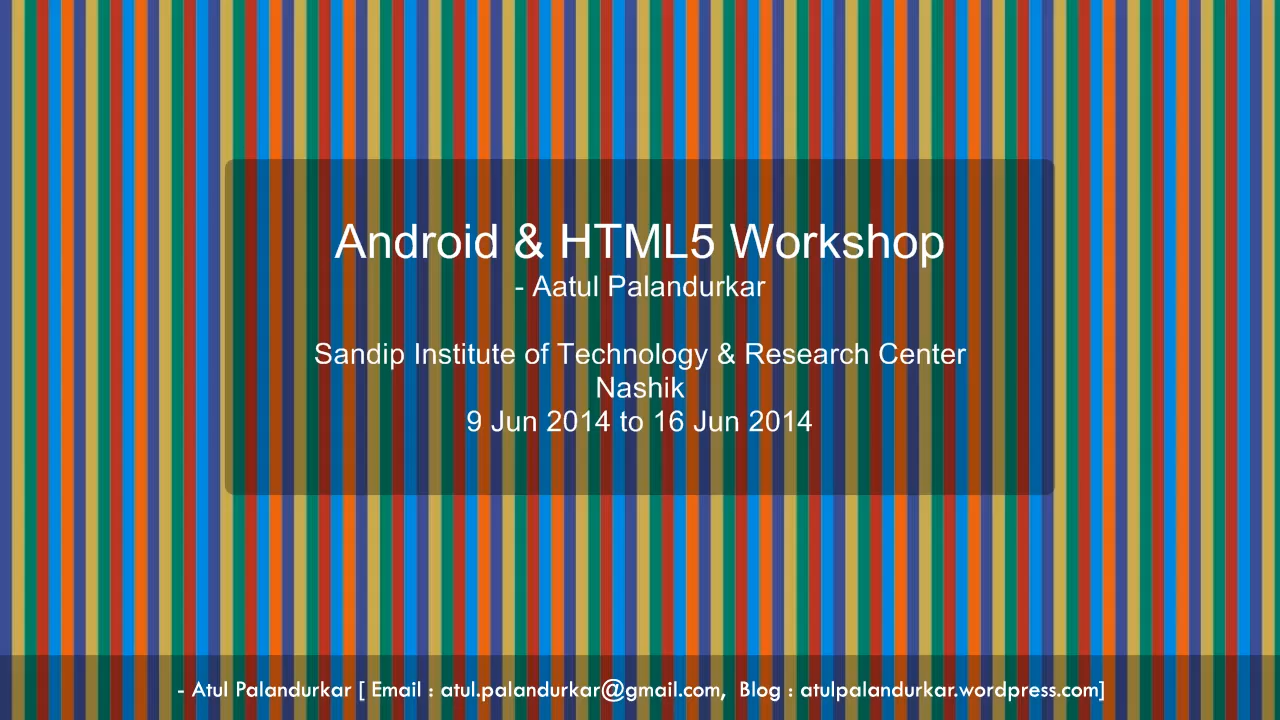 Android & HTML5 Workshop
- Aatul Palandurkar
Sandip Institute of Technology & Research Center
Nashik
9 Jun 2014 to 16 Jun 2014
- Atul Palandurkar [ Email : atul.palandurkar@gmail.com,  Blog : atulpalandurkar.wordpress.com]